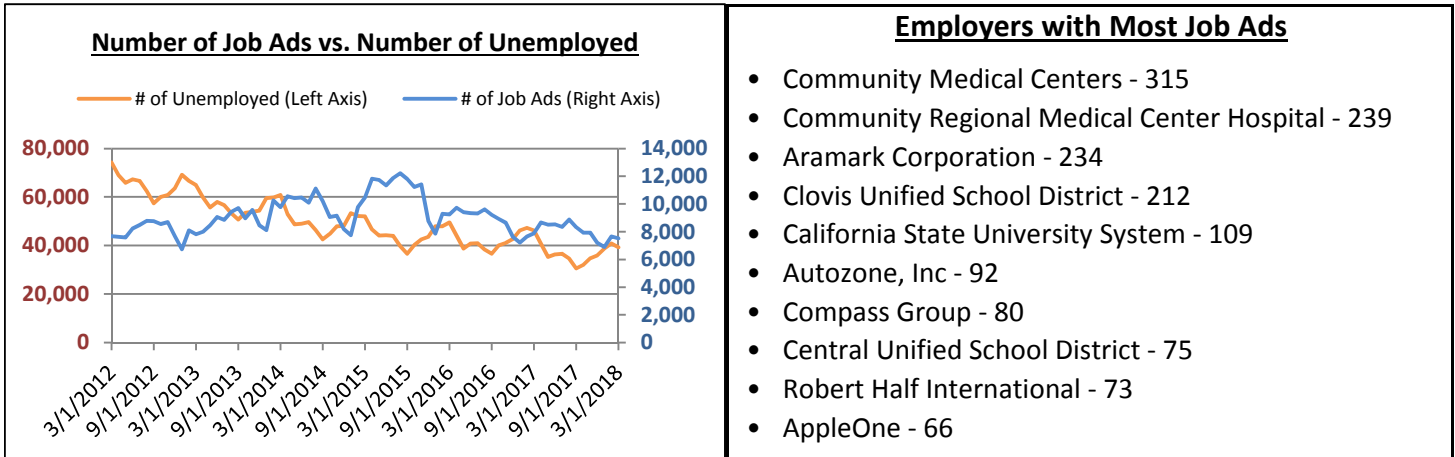 Number of Job Ads vs. Number of Unemployed
# of Unemployed (Left Axis)
# of Job Ads (Right Axis)
80,000
60,000
40,000
20,000
0
14,000
12,000
10,000
8,000
6,000
4,000
2,000
0
3/1/2012
9/1/2012
3/1/2013
9/1/2013
3/1/2014
9/1/2014
3/1/2015
9/1/2015
3/1/2016
9/1/2016
3/1/2017
9/1/2017
3/1/2018
Employers with Most Job Ads
• Community Medical Centers - 315
• Community Regional Medical Center Hospital - 239
• Aramark Corporation - 234
• Clovis Unified School District - 212
• California State University System - 109
• Autozone, Inc - 92
• Compass Group - 80
• Central Unified School District - 75
• Robert Half International - 73
• AppleOne - 66